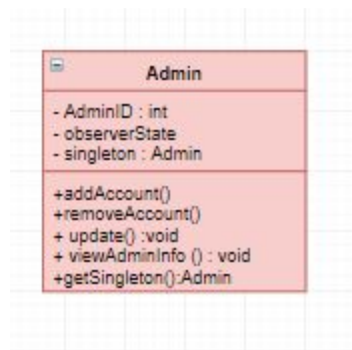 Admin
- AdminID : int
- observerState
- singleton : Admin
+addAccount()
+removeAccount()
+ update() :void
+ viewAdminInfo () : void
+getSingleton():Admin